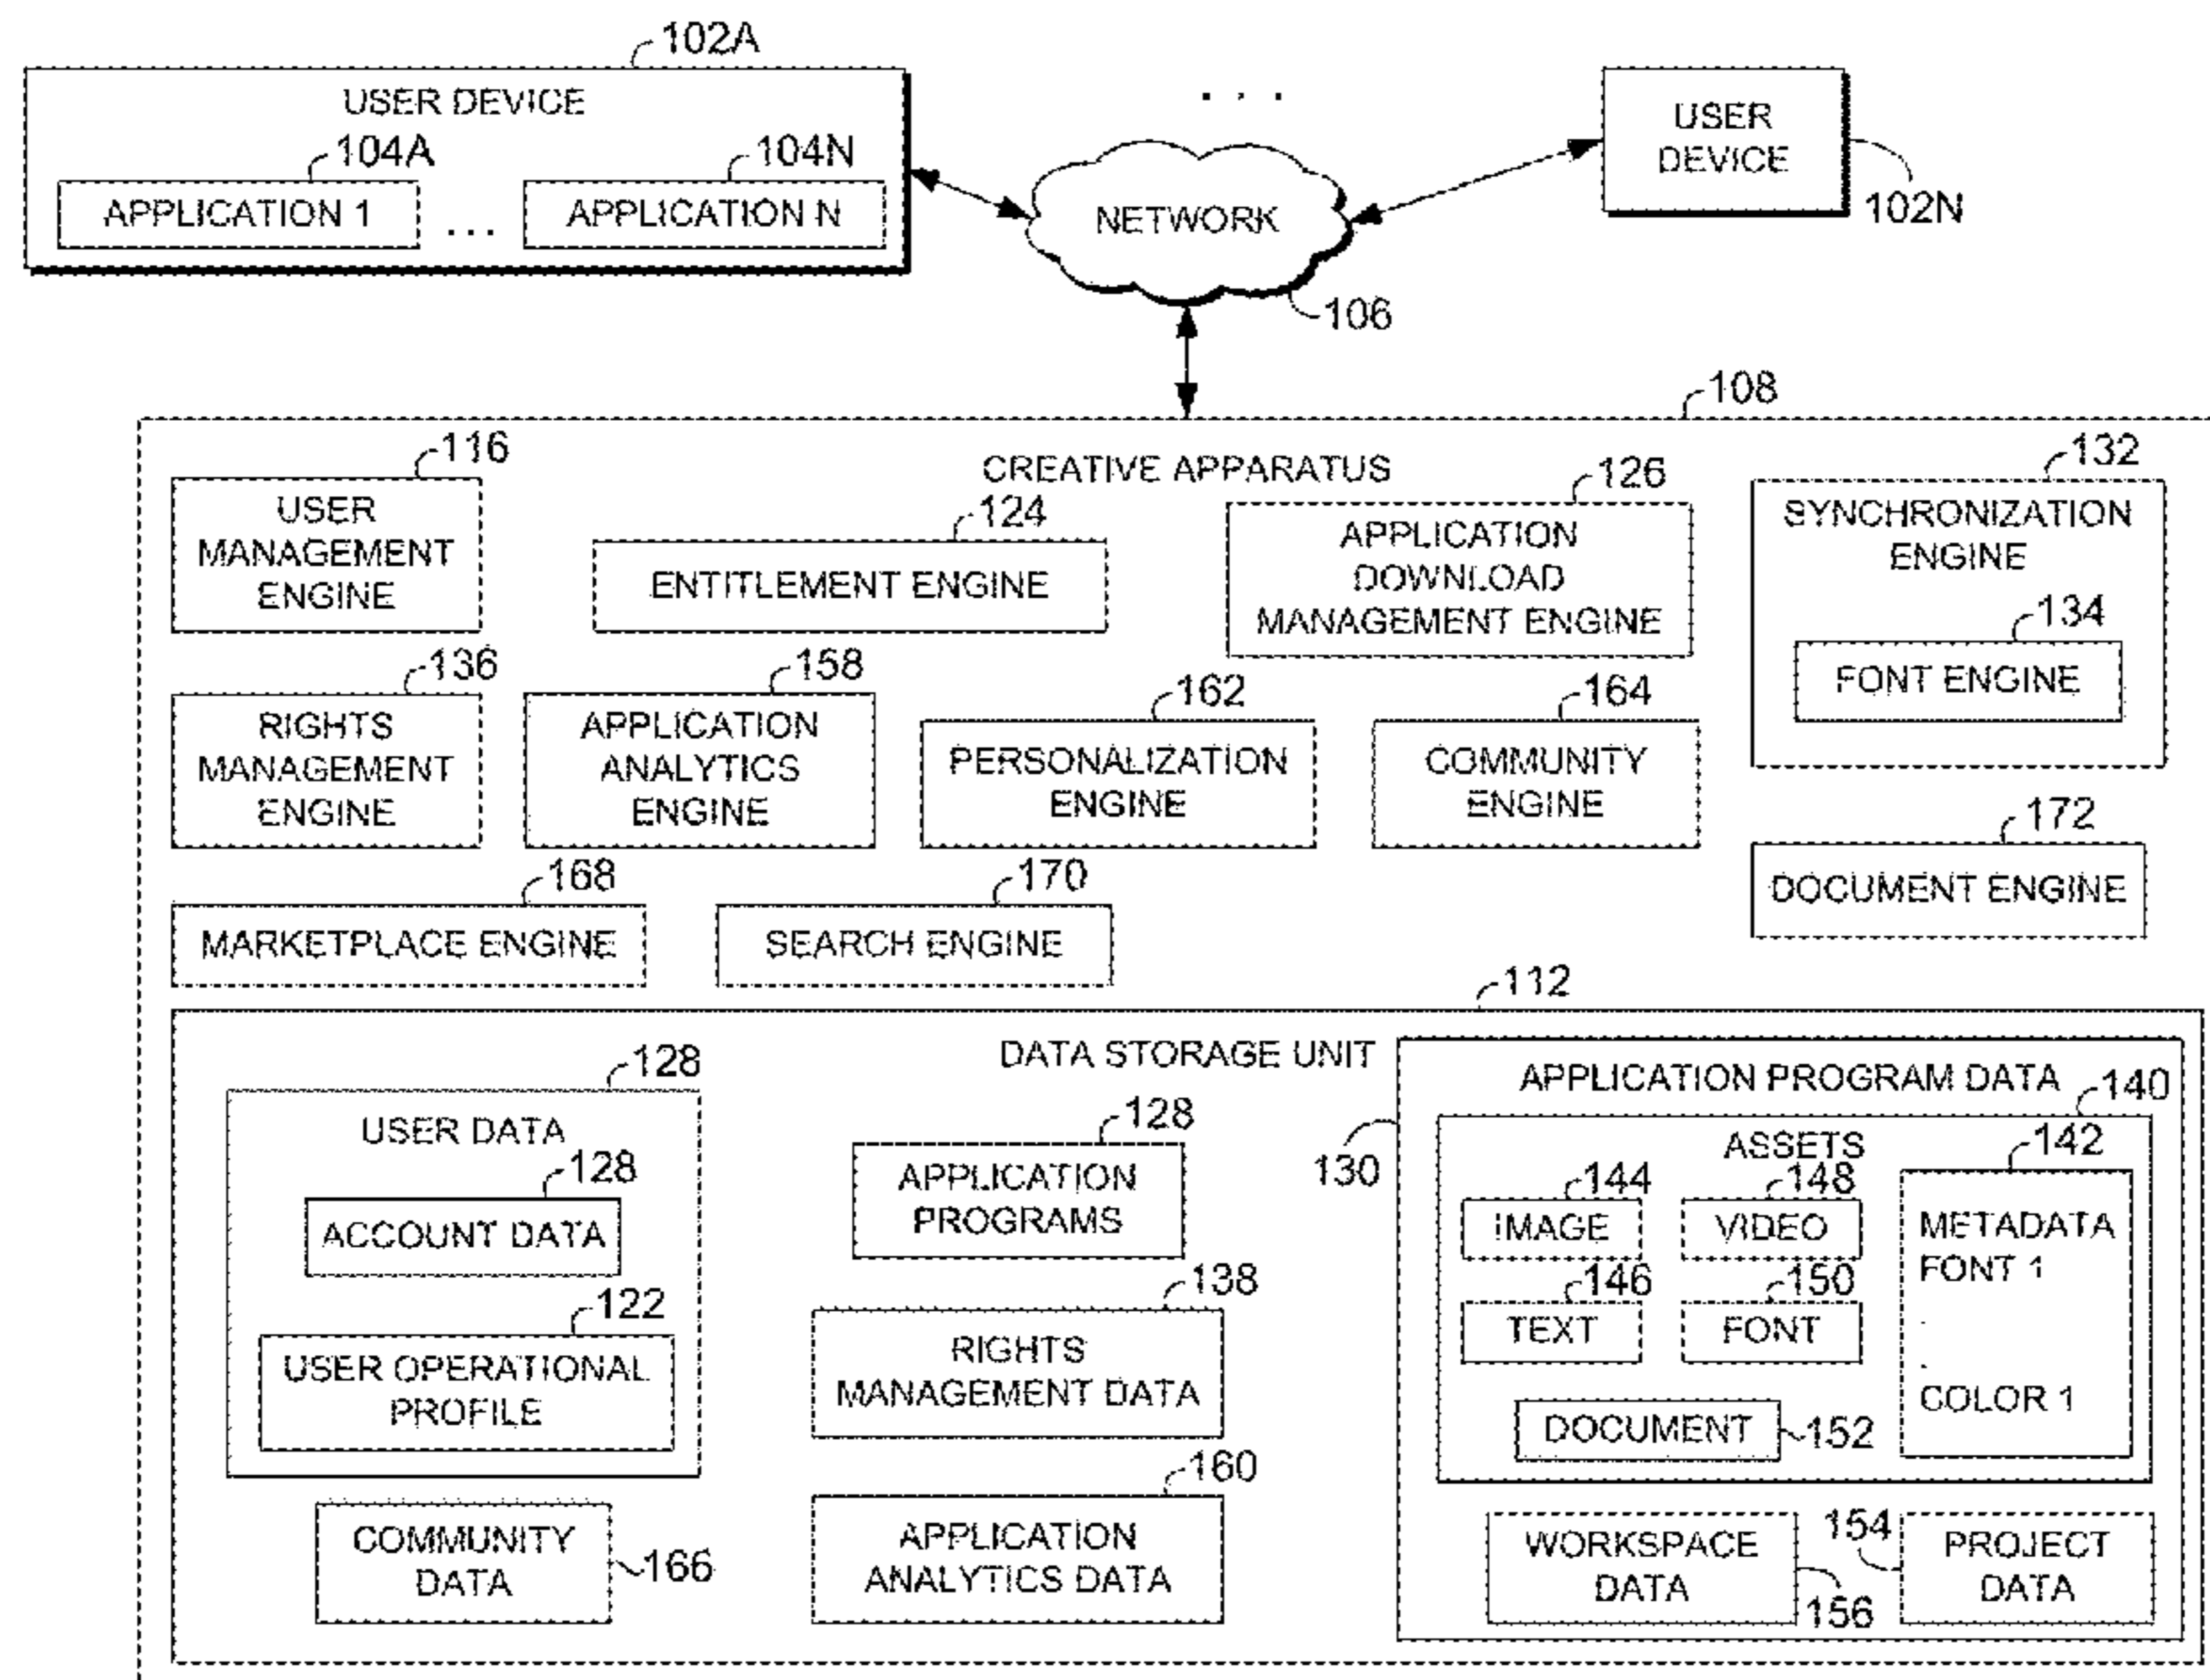 102A
USER DEVICE
104A
104N
APPLICATION 1
...
APPLICATION N
. . .
NETWORK
106
USER
DEVICE
102N
108
CREATIVE APPARATUS
116
USER
MANAGEMENT
ENGINE
124
ENTITLEMENT ENGINE
126
APPLICATION
DOWNLOAD
MANAGEMENT ENGINE
132
SYNCHRONIZATION
ENGINE
134
FONT ENGINE
136
RIGHTS
MANAGEMENT
ENGINE
158
APPLICATION
ANALYTICS
ENGINE
162
PERSONALIZATION
ENGINE
164
COMMUNITY
ENGINE
172
DOCUMENT ENGINE
168
MARKETPLACE ENGINE
170
SEARCH ENGINE
112
DATA STORAGE UNIT
128
USER DATA
128
ACCOUNT DATA
122
USER OPERATIONAL
PROFILE
166
COMMUNITY
DATA
128
APPLICATION
PROGRAMS
138
RIGHTS
MANAGEMENT DATA
160
APPLICATION
ANALYTICS DATA
130
APPLICATION PROGRAM DATA
140
ASSETS
142
144
IMAGE
148
VIDEO
146
TEXT
150
FONT
METADATA
FONT 1
.
.
COLOR 1
DOCUMENT
152
WORKSPACE
DATA
156
154
PROJECT
DATA